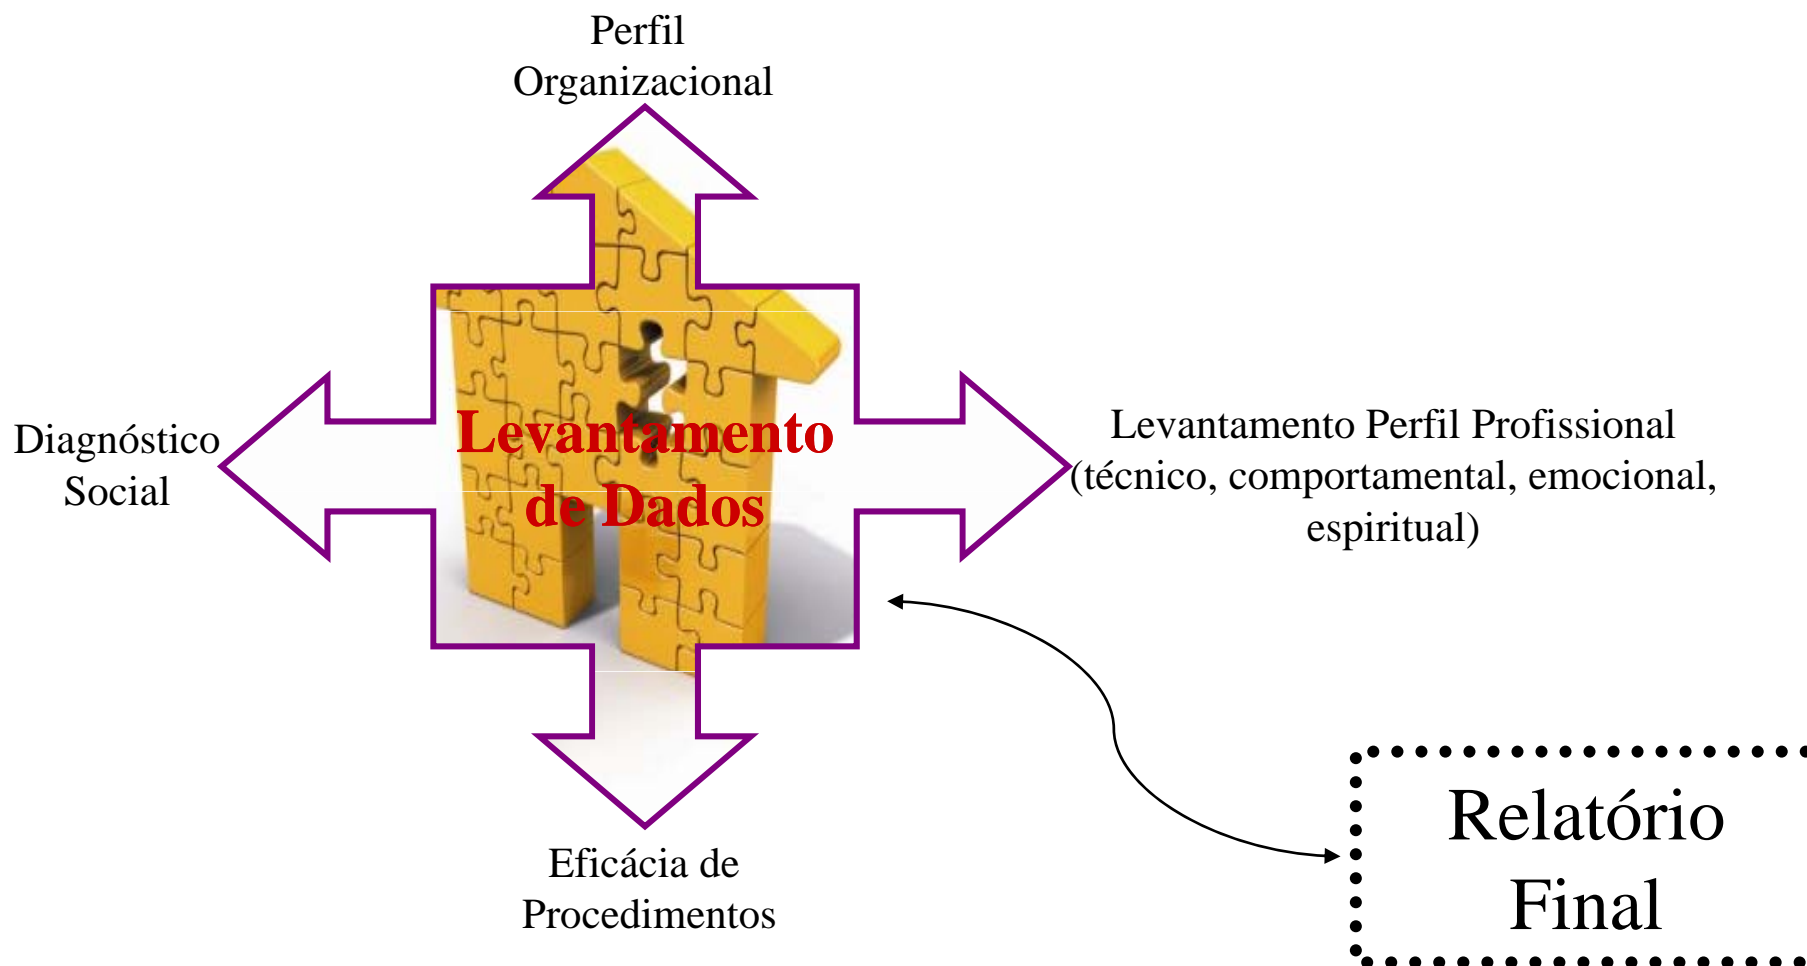 Perfil
Organizacional
Diagnóstico
Social
Levantamento
de Dados
Levantamento Perfil Profissional
(técnico, comportamental, emocional,
espiritual)
Eficácia de
Procedimentos
Relatório
Final